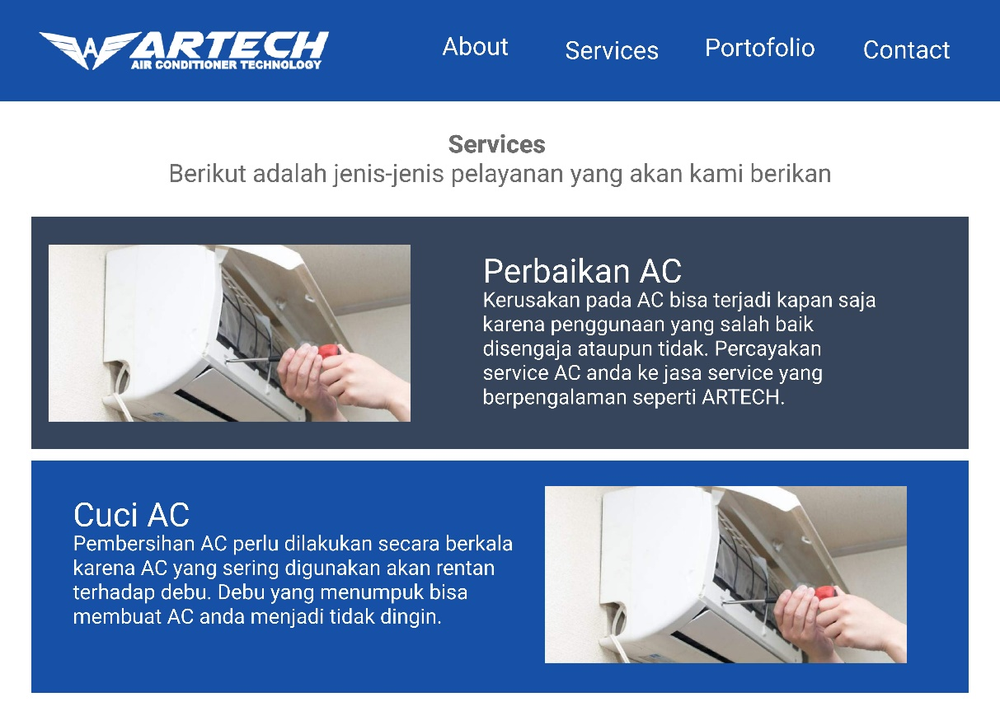 ARTECH
AIR CONDITIONER TECHNOLOGY
About
Services
Portofolio
Contact
Services
Berikut adalah jenis-jenis pelayanan yang akan kami berikan
Perbaikan AC
Kerusakan pada AC bisa terjadi kapan saja
karena penggunaan yang salah baik
disengaja ataupun tidak. Percayakan
service AC anda ke jasa service yang
berpengalaman seperti ARTECH.
Cuci AC
Pembersihan AC perlu dilakukan secara berkala
karena AC yang sering digunakan akan rentan
terhadap debu. Debu yang menumpuk bisa
membuat AC anda menjadi tidak dingin.